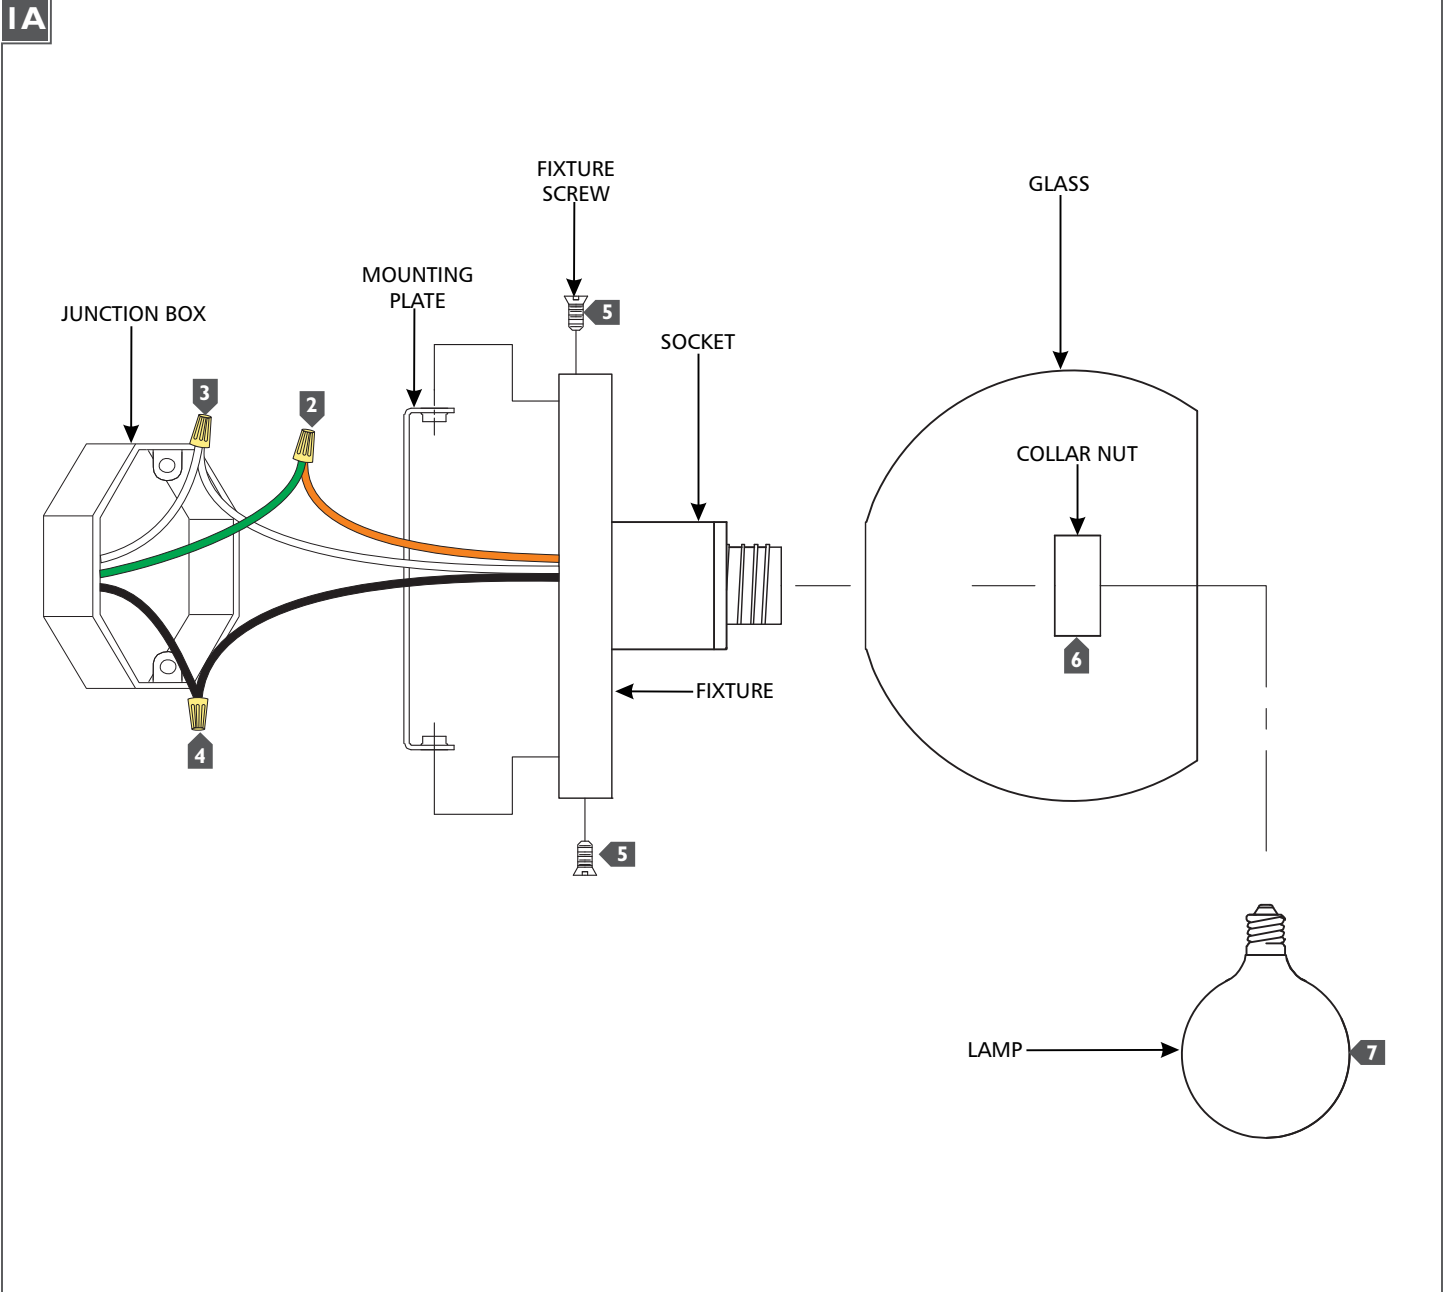 1A
FIXTURE
SCREW
GLASS
MOUNTING
PLATE
JUNCTION BOX
5
SOCKET
3
2
COLLAR NUT
6
FIXTURE
4
5
LAMP
7